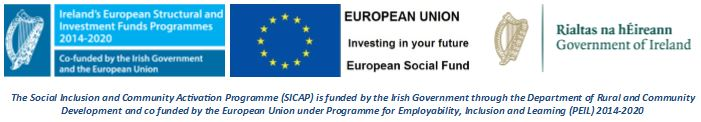 Ireland's European Structural and
Investment Funds Programmes
2014-2020
Co-funded by the Irish Government
and the European Union
EUROPEAN UNION
Investing in your future
European Social Fund
Rialtas na hÉireann
Government of Ireland
The Social Inclusion and Community Activation Programme (SICAP) is funded by the Irish Government through the Department of Rural and Community
Development and co funded by the European Union under Programme for Employability, Inclusion and Learning (PEIL) 2014-2020